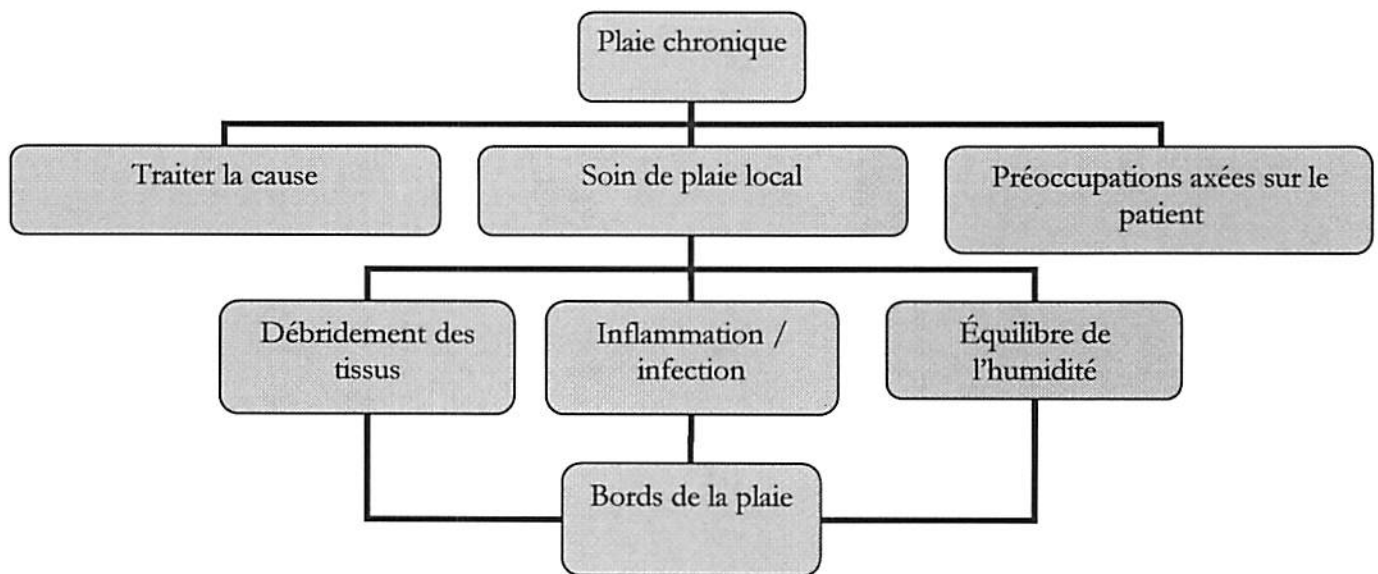 Plaie chronique
Traiter la cause
Soin de plaie local
Préoccupations axées sur le
patient
Débridement des
tissus
Inflammation /
infection
Équilibre de
l'humidité
Bords de la plaie